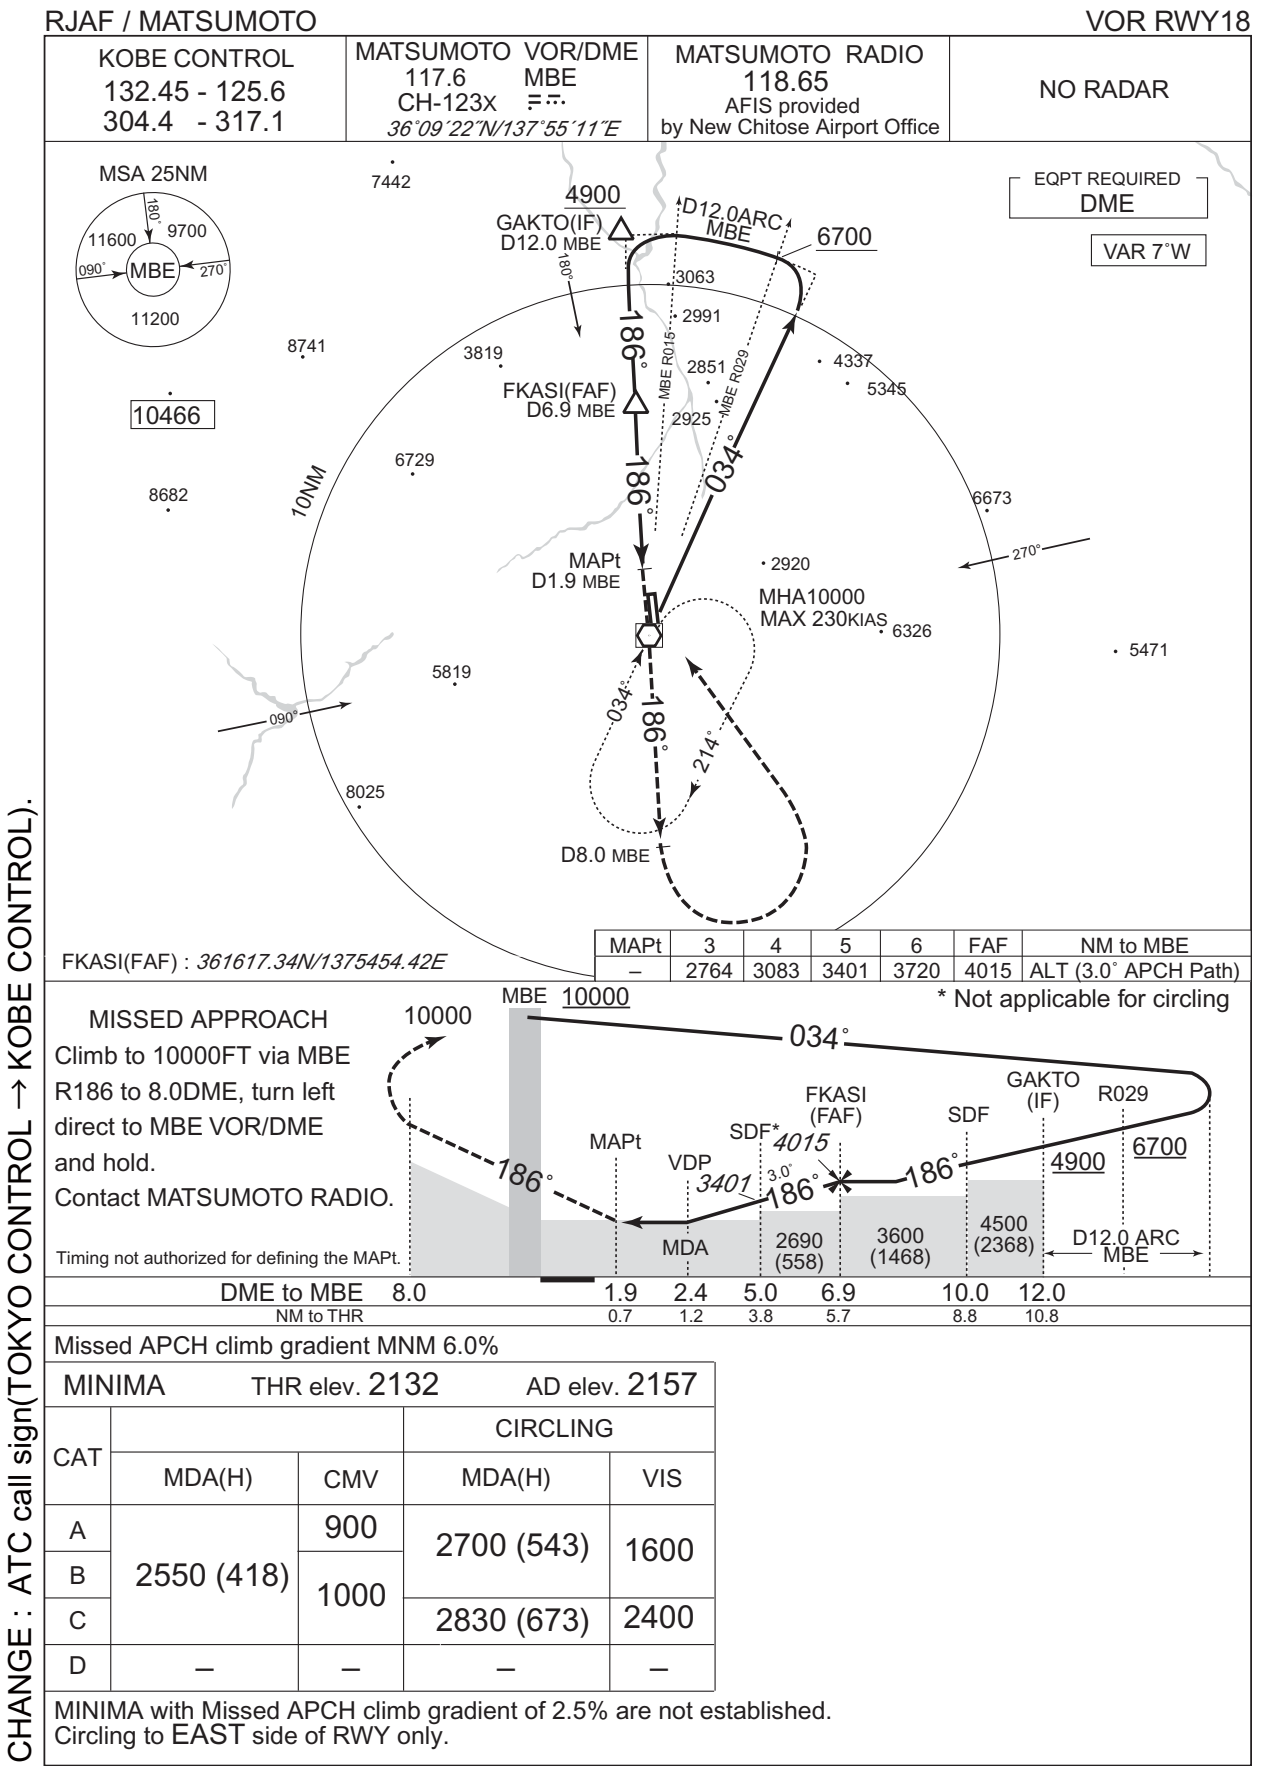 RJAF / MATSUMOTO
VOR RWY18
KOBE CONTROL
132.45 - 125.6
304.4 - 317.1
MATSUMOTO VOR/DME
117.6 MBE
CH-123X
36°09´22˝N/137°55´11˝E
MATSUMOTO RADIO
118.65
AFIS provided
by New Chitose Airport Office
NO RADAR
MSA 25NM
180°
11600
9700
090°
MBE
270°
11200
7442
4900
GAKTO(IF)
D12.0 MBE
D12.0ARC
MBE
6700
EQPT REQUIRED
DME
VAR 7°W
180°
3063
2991
186°
MBE R015
MBE R029
8741
3819
2851
4337
5345
FKASI(FAF)
D6.9 MBE
2925
10466
6729
10NM
186°
034°
8682
6673
270°
MAPt
D1.9 MBE
2920
MHA10000
MAX 230KIAS
6326
5471
5819
034°
186°
214°
090°
8025
D8.0 MBE
FKASI(FAF) : 361617.34N/1375454.42E
MAPt 3 4 5 6 FAF NM to MBE
– 2764 3083 3401 3720 4015 ALT (3.0° APCH Path)
* Not applicable for circling
MISSED APPROACH
Climb to 10000FT via MBE
R186 to 8.0DME, turn left
direct to MBE VOR/DME
and hold.
Contact MATSUMOTO RADIO.
Timing not authorized for defining the MAPt.
10000
MBE 10000
034°
GAKTO
(IF)
R029
FKASI
(FAF)
SDF
SDF*
4015
MAPt
VDP
3401
3.0°
186°
186°
186°
4900
6700
MDA
2690
(558)
3600
(1468)
4500
(2368)
D12.0 ARC
MBE
DME to MBE 8.0 1.9 2.4 5.0 6.9 10.0 12.0
NM to THR 0.7 1.2 3.8 5.7 8.8 10.8
Missed APCH climb gradient MNM 6.0%
MINIMA THR elev. 2132 AD elev. 2157
CAT
CIRCLING
MDA(H) CMV MDA(H) VIS
A 900
2700 (543) 1600
B 2550 (418)
1000
C 2830 (673) 2400
D – – – –
MINIMA with Missed APCH climb gradient of 2.5% are not established.
Circling to EAST side of RWY only.
CHANGE : ATC call sign(TOKYO CONTROL → KOBE CONTROL).